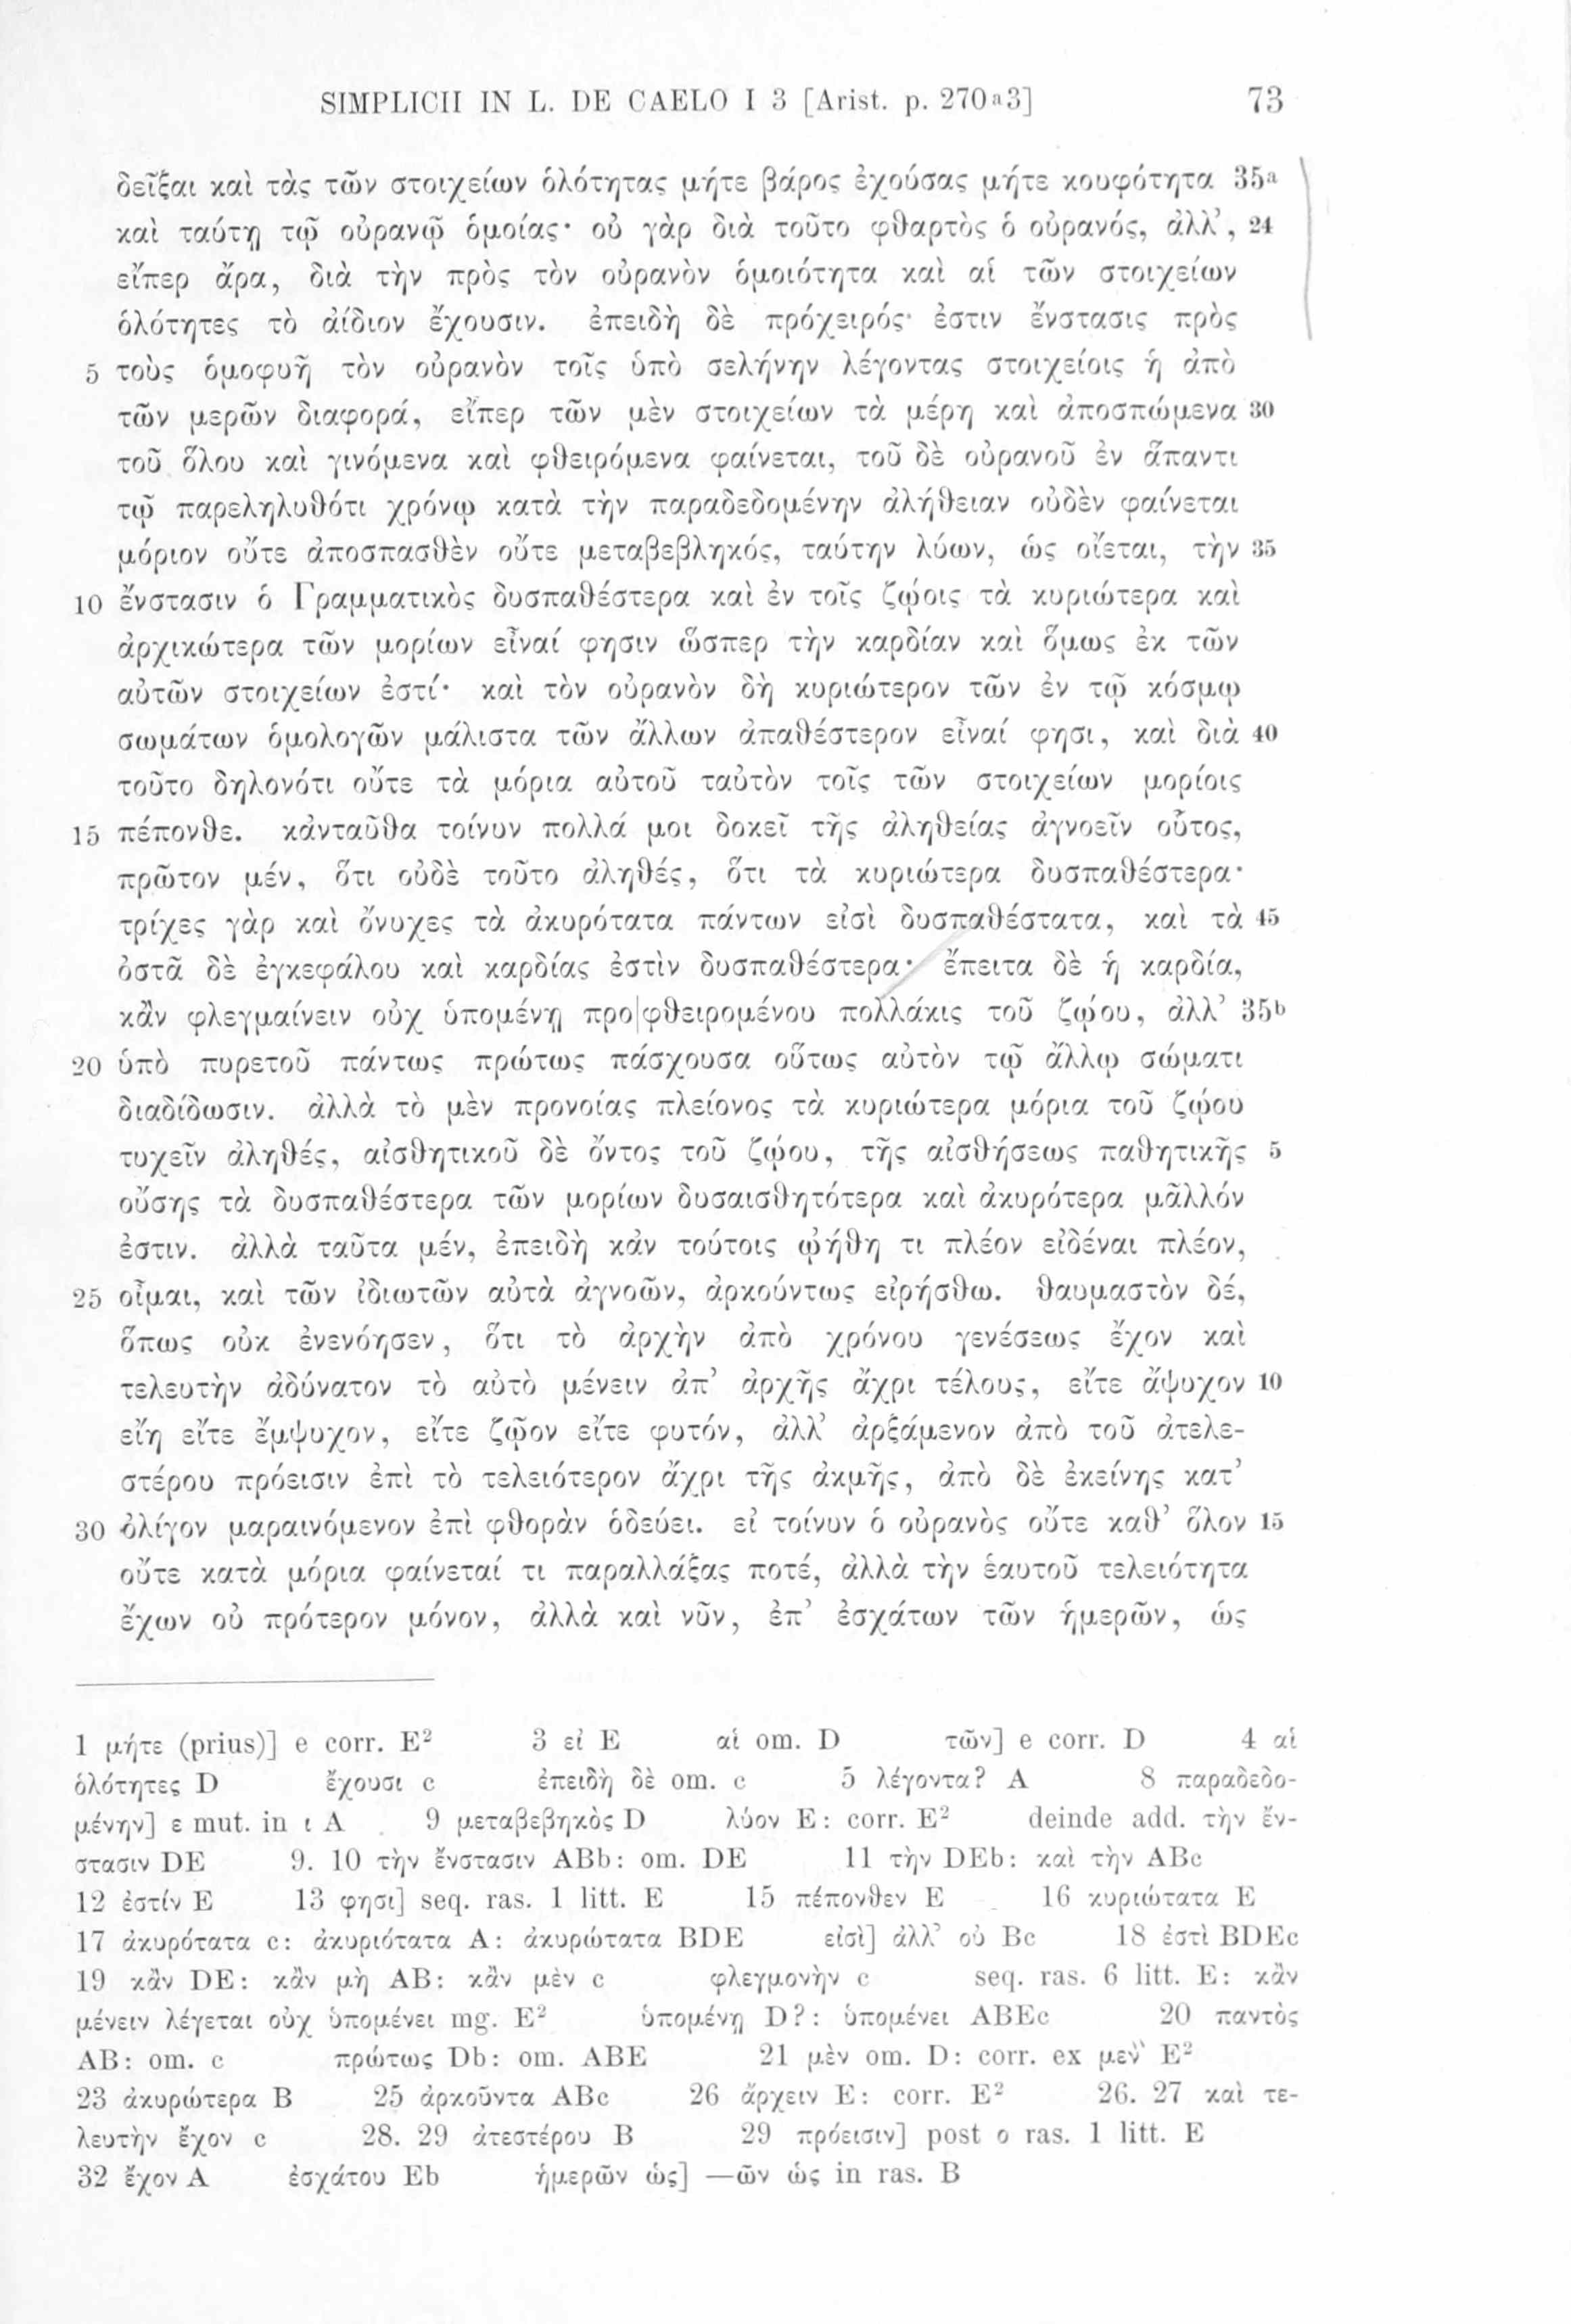 SIMPLICII IN L. DE CAELO I 3 [Arist. p. 270a3] 73
δεῖξαι καὶ τὰς τῶν στοιχείων ὁλότητας μήτε βάρος ἐχούσας μήτε κουφότητα 35a
καὶ ταύτῃ τῷ οὐρανῷ ὁμοίας· οὐ γὰρ διὰ τοῦτο φθαρτὸς ὁ οὐρανός, ἀλλ’, 24
εἴπερ ἄρα, διὰ τὴν πρὸς τὸν οὐρανὸν ὁμοιότητα καὶ αἱ τῶν στοιχείων
ὁλότητες τὸ ἀίδιον ἔχουσιν. ἐπειδὴ δὲ πρόχειρός ἐστιν ἔνστασις πρὸς
5 τοὺς ὁμοφυῆ τὸν οὐρανὸν τοῖς ὑπὸ σελήνην λέγοντας στοιχείοις ἡ ἀπὸ
τῶν μερῶν διαφορά, εἴπερ τῶν μὲν στοιχείων τὰ μέρη καὶ ἀποσπώμενα 30
τοῦ ὅλου καὶ γινόμενα καὶ φθειρόμενα φαίνεται, τοῦ δὲ οὐρανοῦ ἐν ἅπαντι
τῷ παρεληλυθότι χρόνῳ κατὰ τὴν παραδεδομένην ἀλήθειαν οὐδὲν φαίνεται
μόριον οὔτε ἀποσπασθὲν οὔτε μεταβεβληκός, ταύτην λύων, ὡς οἴεται, τὴν 35
10 ἔνστασιν ὁ Γραμματικὸς δυσπαθέστερα καὶ ἐν τοῖς ζῴοις τὰ κυριώτερα καὶ
ἀρχικώτερα τῶν μορίων εἶναί φησιν ὥσπερ τὴν καρδίαν καὶ ὅμως ἐκ τῶν
αὐτῶν στοιχείων ἐστί· καὶ τὸν οὐρανὸν δὴ κυριώτερον τῶν ἐν τῷ κόσμῳ
σωμάτων ὁμολογῶν μάλιστα τῶν ἄλλων ἀπαθέστερον εἶναί φησι, καὶ διὰ 40
τοῦτο δηλονότι οὔτε τὰ μόρια αὐτοῦ ταὐτὸν τοῖς τῶν στοιχείων μορίοις
15 πέπονθε. κἀνταῦθα τοίνυν πολλά μοι δοκεῖ τῆς ἀληθείας ἀγνοεῖν οὗτος,
πρῶτον μέν, ὅτι οὐδὲ τοῦτο ἀληθές, ὅτι τὰ κυριώτερα δυσπαθέστερα·
τρίχες γὰρ καὶ ὄνυχες τὰ ἀκυρότατα πάντων εἰσὶ δυσπαθέστατα, καὶ τὰ 45
ὀστᾶ δὲ ἐγκεφάλου καὶ καρδίας ἐστὶν δυσπαθέστερα· ἔπειτα δὲ ἡ καρδία,
κἂν φλεγμαίνειν οὐχ ὑπομένῃ προ|φθειρομένου πολλάκις τοῦ ζῴου, ἀλλ’ 35b
20 ὑπὸ πυρετοῦ πάντως πρώτως πάσχουσα οὕτως αὐτὸν τῷ ἄλλῳ σώματι
διαδίδωσιν. ἀλλὰ τὸ μὲν προνοίας πλείονος τὰ κυριώτερα μόρια τοῦ ζῴου
τυχεῖν ἀληθές, αἰσθητικοῦ δὲ ὄντος τοῦ ζῴου, τῆς αἰσθήσεως παθητικῆς 5
οὔσης τὰ δυσπαθέστερα τῶν μορίων δυσαισθητότερα καὶ ἀκυρότερα μᾶλλόν
ἐστιν. ἀλλὰ ταῦτα μέν, ἐπειδὴ κἀν τούτοις ᾠήθη τι πλέον εἰδέναι πλέον,
25 οἶμαι, καὶ τῶν ἰδιωτῶν αὐτὰ ἀγνοῶν, ἀρκούντως εἰρήσθω. θαυμαστὸν δέ,
ὅπως οὐκ ἐνενόησεν, ὅτι τὸ ἀρχὴν ἀπὸ χρόνου γενέσεως ἔχον καὶ
τελευτὴν ἀδύνατον τὸ αὐτὸ μένειν ἀπ’ ἀρχῆς ἄχρι τέλους, εἴτε ἄψυχον 10
εἴη εἴτε ἔμψυχον, εἴτε ζῷον εἴτε φυτόν, ἀλλ’ ἀρξάμενον ἀπὸ τοῦ ἀτελε-
στέρου πρόεισιν ἐπὶ τὸ τελειότερον ἄχρι τῆς ἀκμῆς, ἀπὸ δὲ ἐκείνης κατ’
30 ὀλίγον μαραινόμενον ἐπὶ φθορὰν ὁδεύει. εἰ τοίνυν ὁ οὐρανὸς οὔτε καθ’ ὅλον 15
οὔτε κατὰ μόρια φαίνεταί τι παραλλάξας ποτέ, ἀλλὰ τὴν ἑαυτοῦ τελειότητα
ἔχων οὐ πρότερον μόνον, ἀλλὰ καὶ νῦν, ἐπ’ ἐσχάτων τῶν ἡμερῶν, ὡς
1 μήτε (prius)] e corr. E² 3 εἰ E αἱ om. D τῶν] e corr. D 4 αἱ
ὁλότητες D ἔχουσι c ἐπειδὴ δὲ om. c 5 λέγοντα? A 8 παραδεδο-
μένην] ε mut. in ι A 9 μεταβεβηκὸς D λύον E: corr. E² deinde add. τὴν ἔν-
στασιν DE 9. 10 τὴν ἔνστασιν ABb: om. DE 11 τὴν DEb: καὶ τὴν ABc
12 ἐστίν E 13 φησι] seq. ras. 1 litt. E 15 πέπονθεν E 16 κυριώτατα E
17 ἀκυρότατα c: ἀκυριότατα A: ἀκυρώτατα BDE εἰσὶ] ἀλλ’ οὐ Bc 18 ἐστὶ BDEc
19 κἂν DE: κἂν μὴ AB: κἂν μὲν c φλεγμονὴν c seq. ras. 6 litt. E: κἂν
μένειν λέγεται οὐχ ὑπομένει mg. E² ὑπομένῃ D?: ὑπομένει ABEc 20 παντὸς
AB: om. c πρώτως Db: om. ABE 21 μὲν om. D: corr. ex μεν E²
23 ἀκυρώτερα B 25 ἀρκοῦντα ABc 26 ἄρχειν E: corr. E² 26. 27 καὶ τε-
λευτὴν ἔχον c 28. 29 ἀτεστέρου B 29 πρόεισιν] post ο ras. 1 litt. E
32 ἔχον A ἐσχάτου Eb ἡμερῶν ὡς] —ῶν ὡς in ras. B